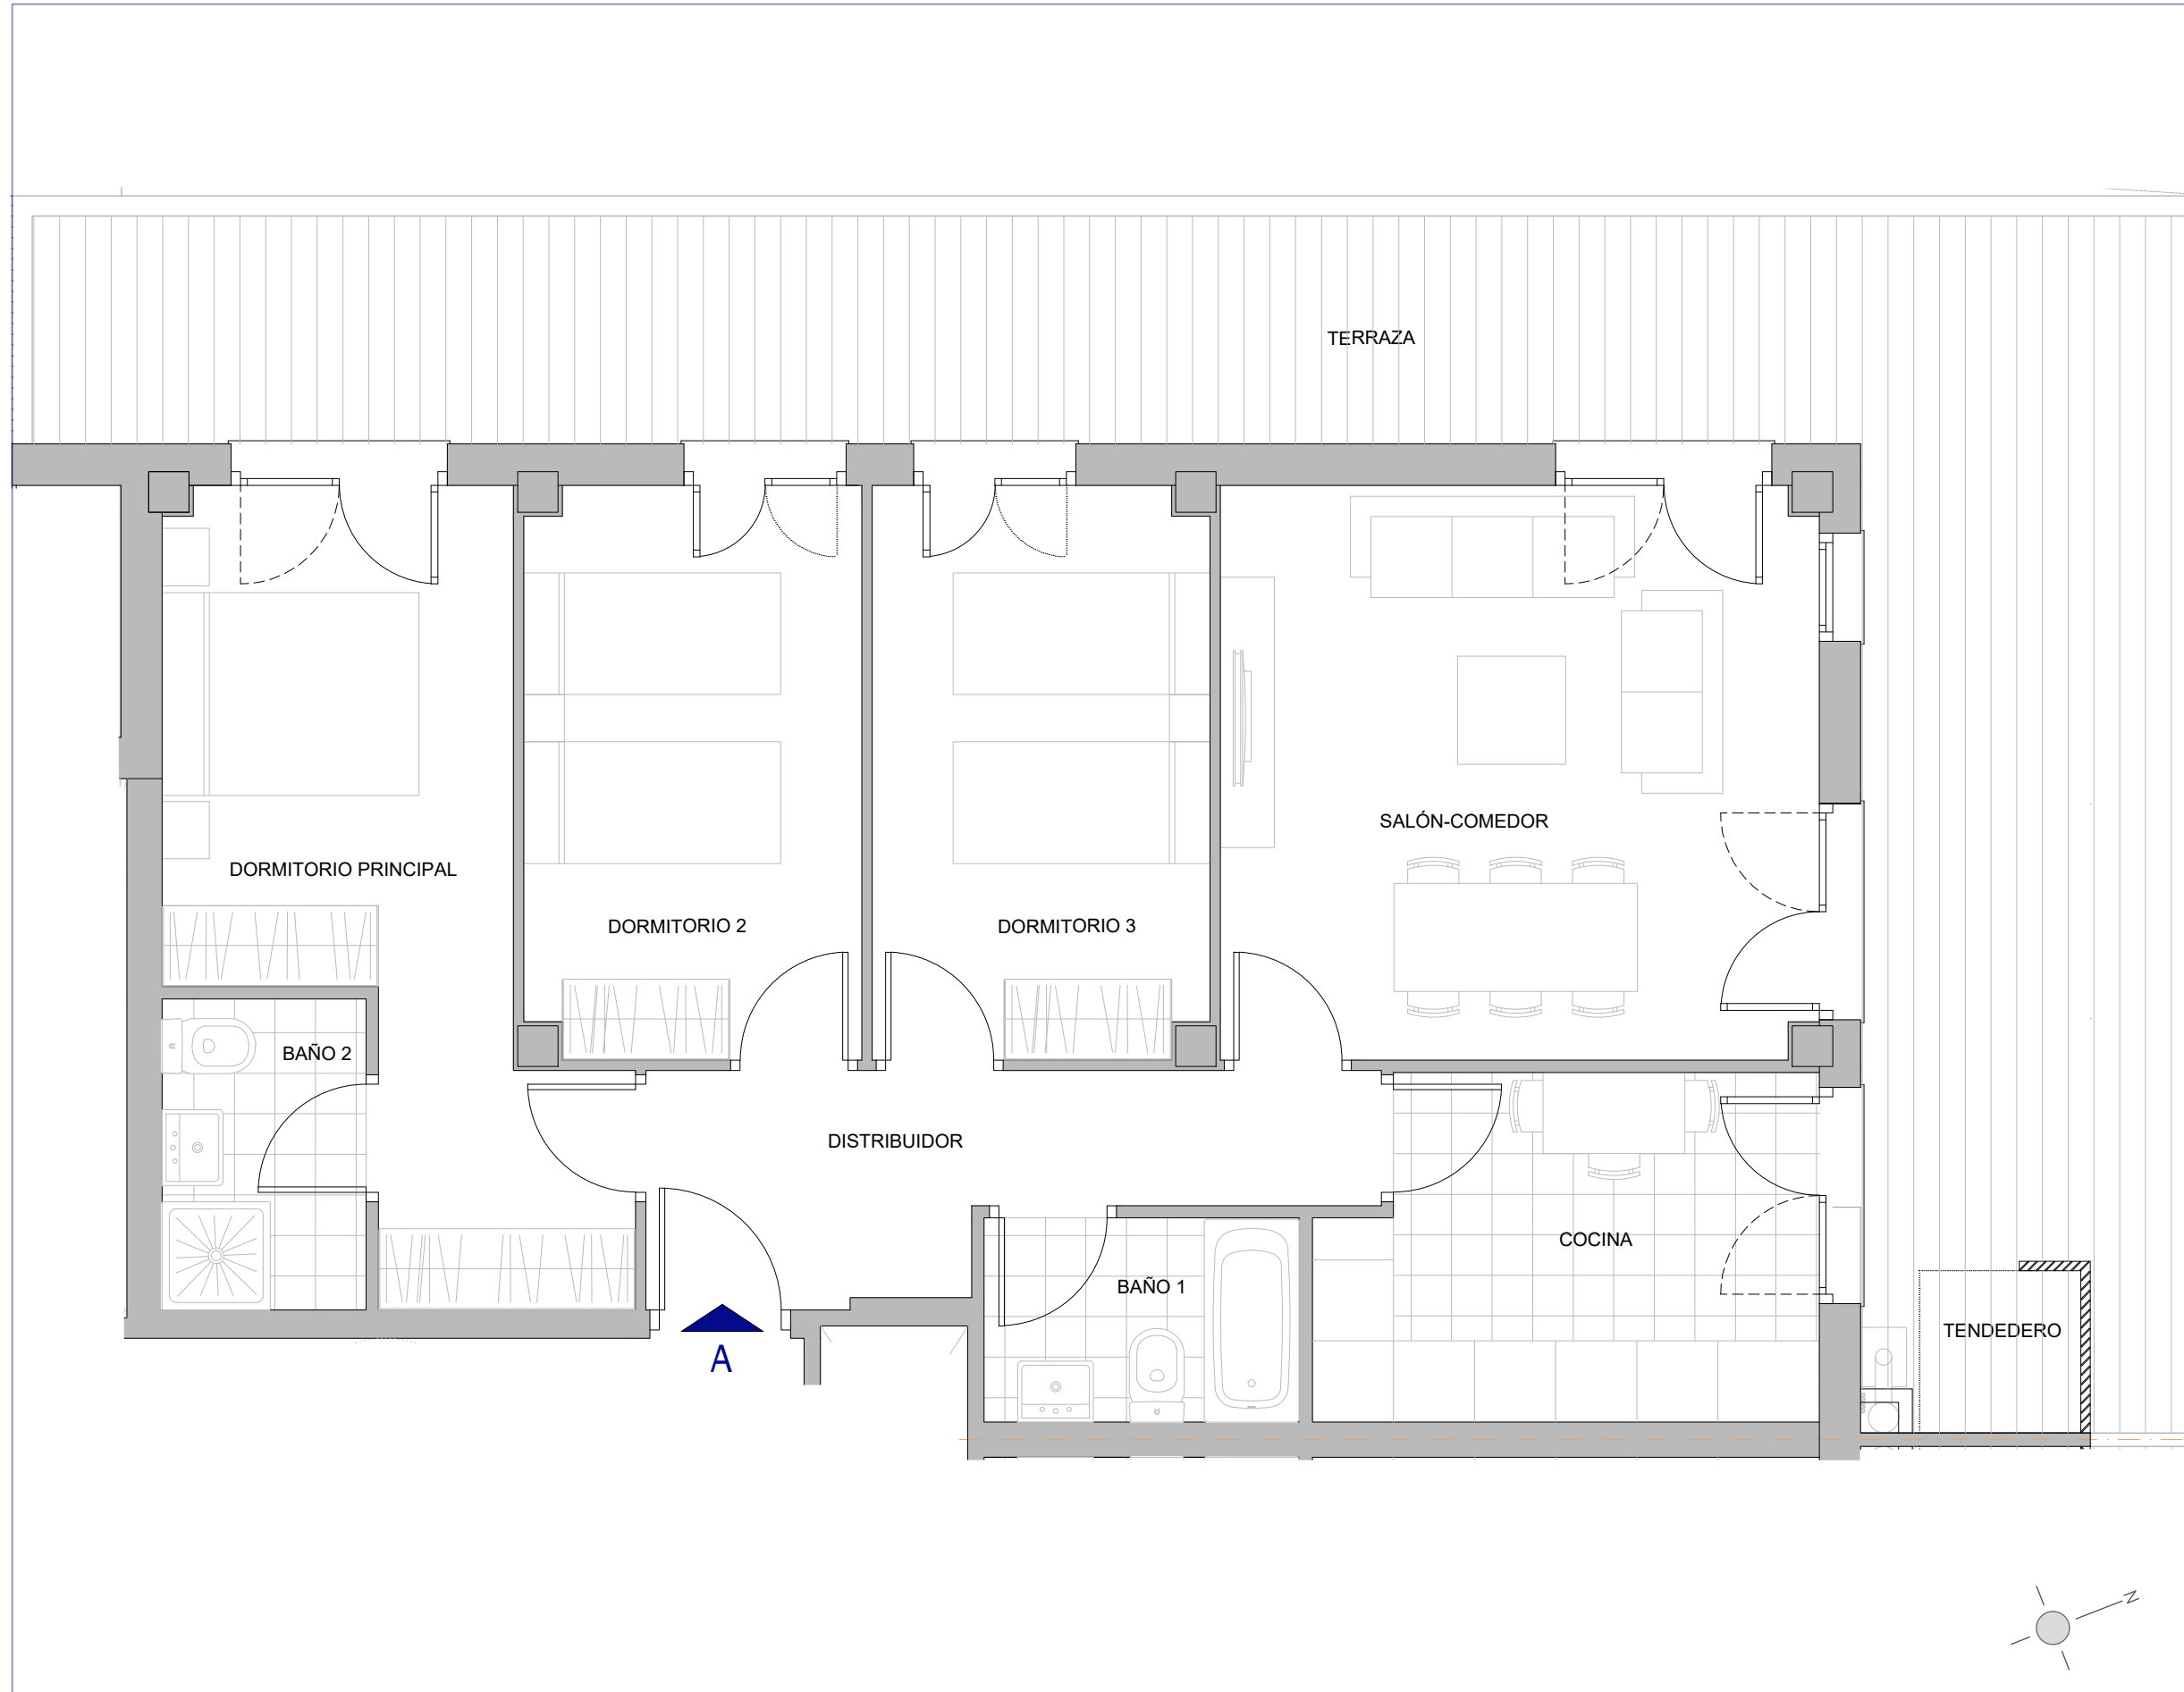 TERRAZA
SALÓN-COMEDOR
DORMITORIO PRINCIPAL
DORMITORIO 2
DORMITORIO 3
BAÑO 2
DISTRIBUIDOR
COCINA
BAÑO 1
TENDEDERO
A
N